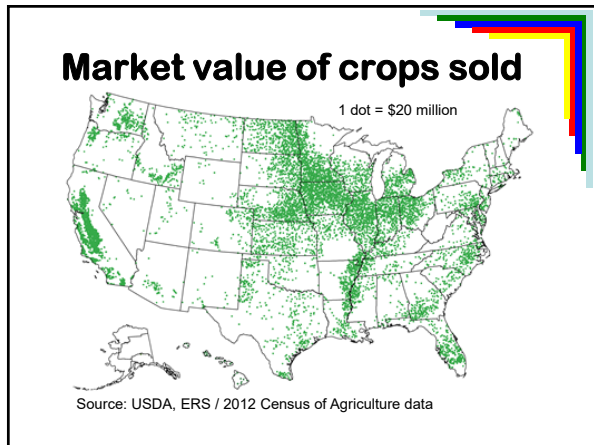 Market value of crops sold
1 dot = $20 million
Source: USDA, ERS / 2012 Census of Agriculture data